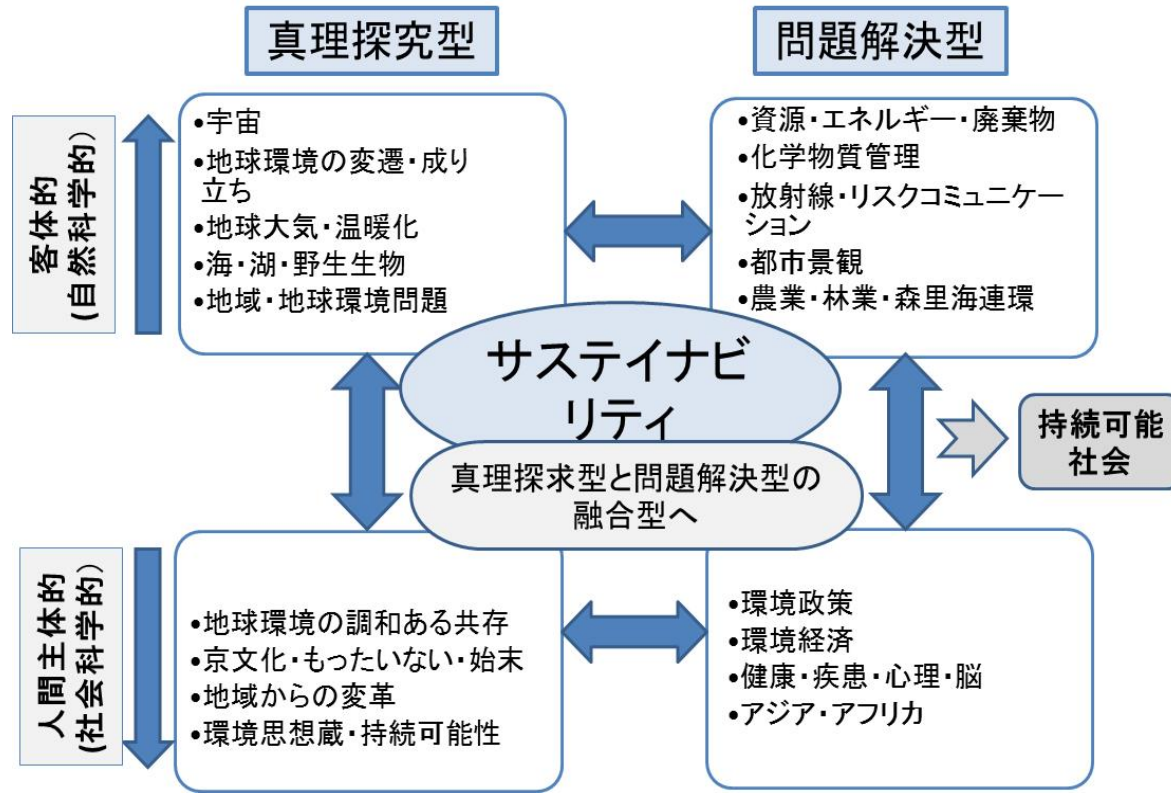 真理探究型
問題解決型
客体的
(自然科学的)
•宇宙
•地球環境の変遷・成り
立ち
•地球大気・温暖化
•海・湖・野生生物
•地域・地球環境問題
•資源・エネルギー・廃棄物
•化学物質管理
•放射線・リスクコミュニケー
ション
•都市景観
•農業・林業・森里海連環
サステイナビ
リティ
真理探求型と問題解決型の
融合型へ
持続可能
社会
人間主体的
(社会科学的)
•地球環境の調和ある共存
•京文化・もったいない・始末
•地域からの変革
•環境思想蔵・持続可能性
•環境政策
•環境経済
•健康・疾患・心理・脳
•アジア・アフリカ